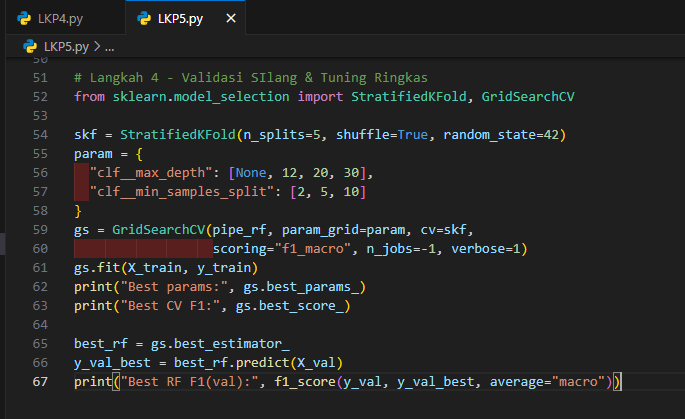 LKP4.py
LKP5.py
LKP5.py > ...
50
51 # Langkah 4 - Validasi SIlang & Tuning Ringkas
52 from sklearn.model_selection import StratifiedKFold, GridSearchCV
53
54 skf = StratifiedKFold(n_splits=5, shuffle=True, random_state=42)
55 param = {
56   "clf__max_depth": [None, 12, 20, 30],
57   "clf__min_samples_split": [2, 5, 10]
58 }
59 gs = GridSearchCV(pipe_rf, param_grid=param, cv=skf,
60                   scoring="f1_macro", n_jobs=-1, verbose=1)
61 gs.fit(X_train, y_train)
62 print("Best params:", gs.best_params_)
63 print("Best CV F1:", gs.best_score_)
64
65 best_rf = gs.best_estimator_
66 y_val_best = best_rf.predict(X_val)
67 print("Best RF F1(val):", f1_score(y_val, y_val_best, average="macro"))